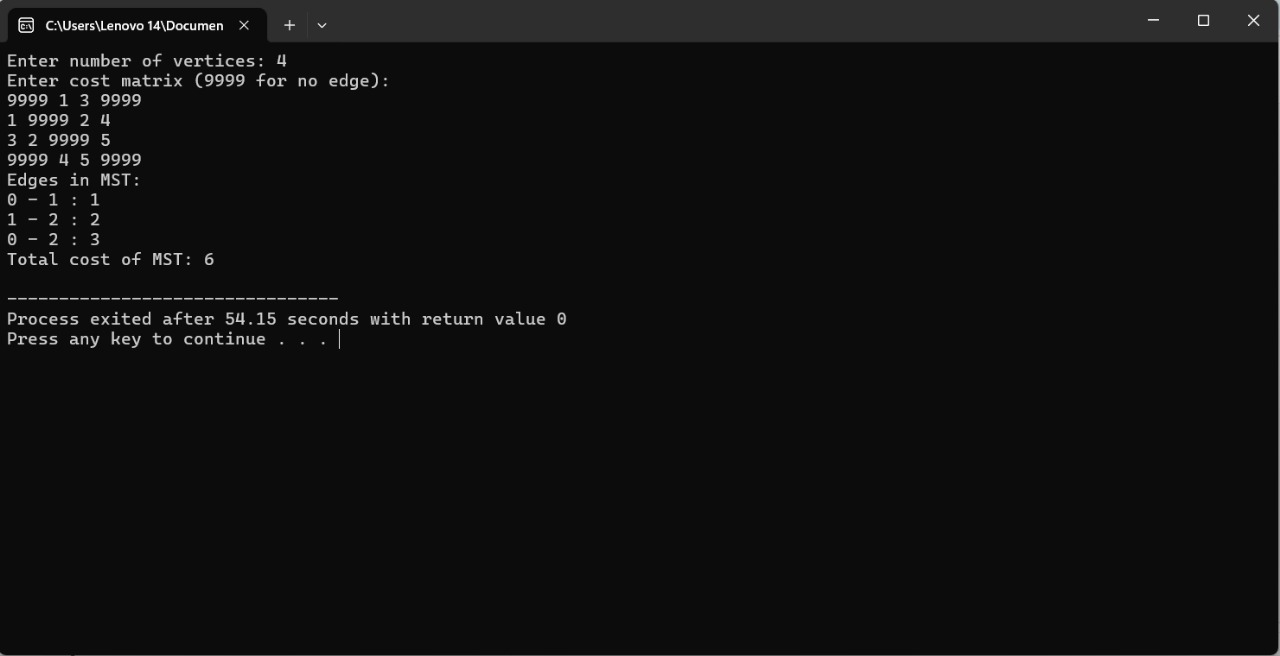 C:\Users\Lenovo 14\Documen
Enter number of vertices: 4
Enter cost matrix (9999 for no edge):
9999 1 3 9999
1 9999 2 4
3 2 9999 5
9999 4 5 9999
Edges in MST:
0 - 1 : 1
1 - 2 : 2
0 - 2 : 3
Total cost of MST: 6
--------------------------------
Process exited after 54.15 seconds with return value 0
Press any key to continue . . .